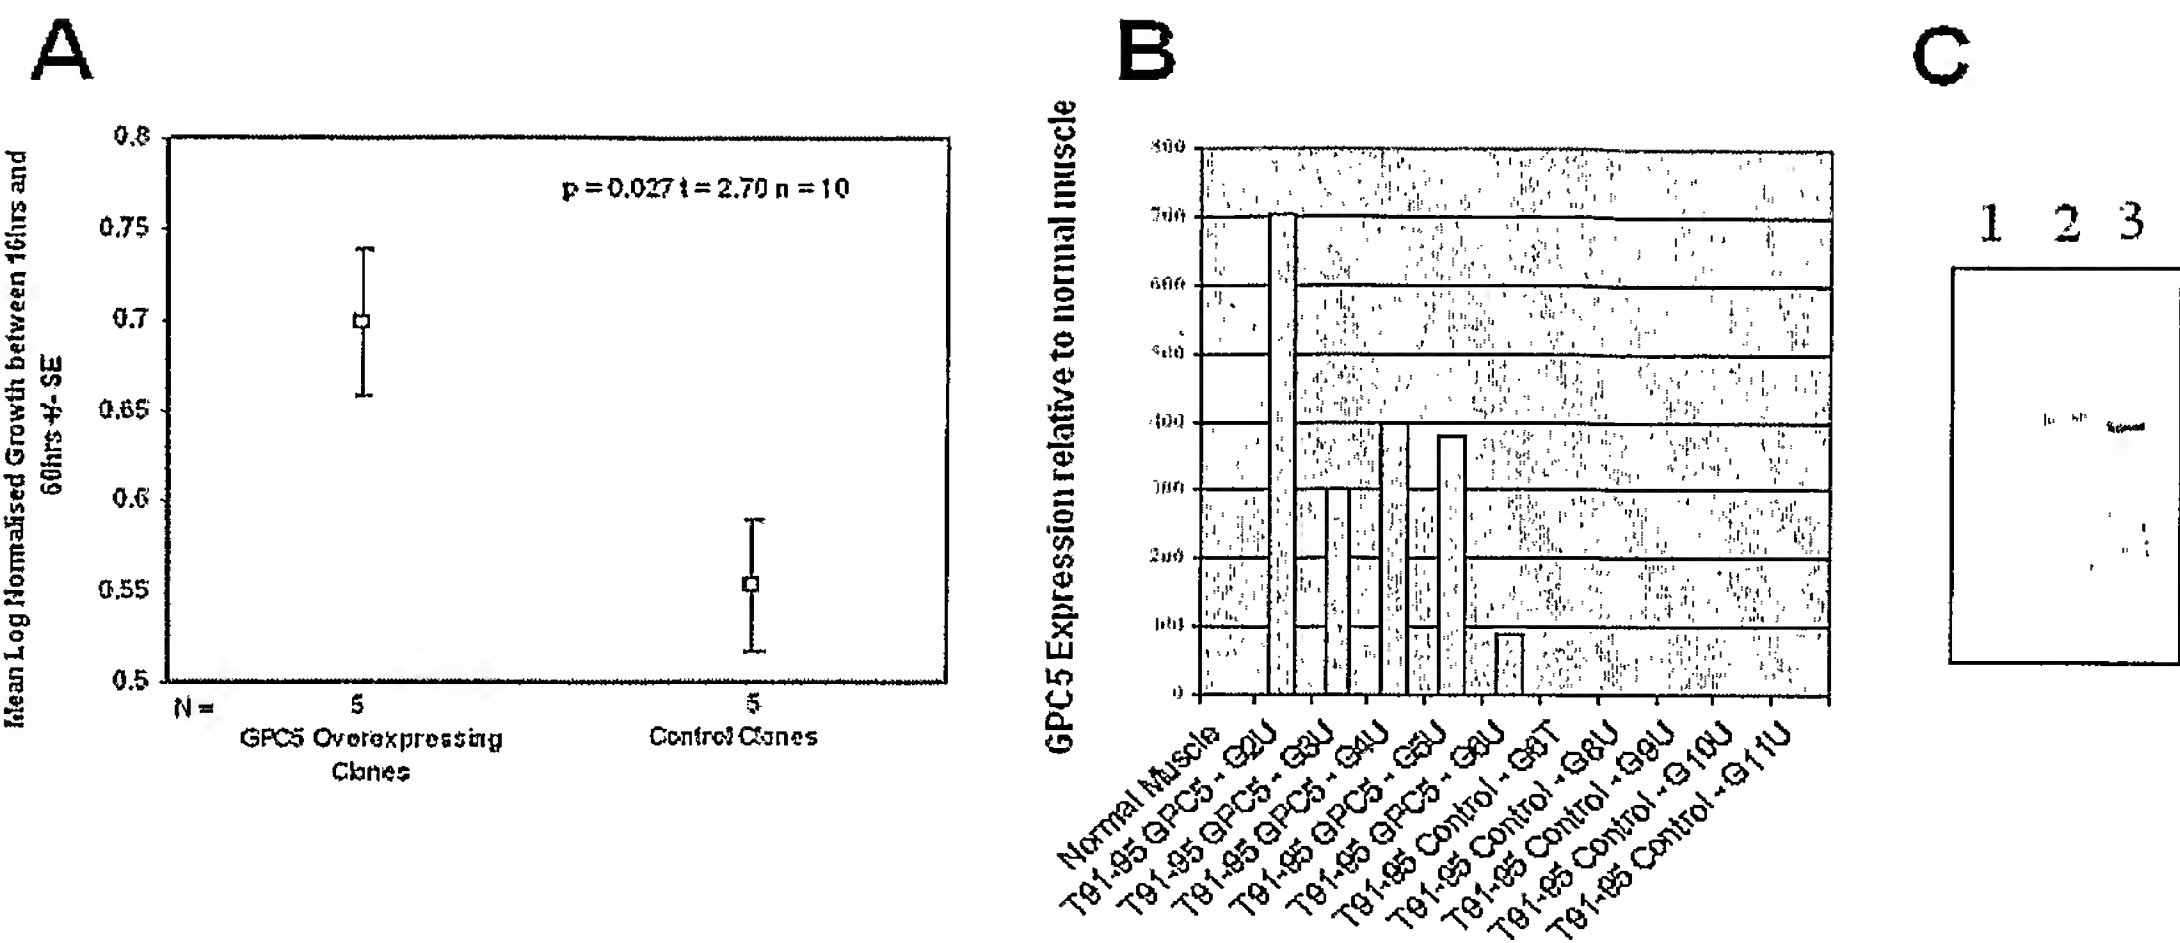 A
B
C
Mean Log Normalised Growth between 16hrs and
60hrs +/- SE
0.8
0.75
0.7
0.65
0.6
0.55
0.5
p = 0.027 t = 2.70 n = 10
N =
5
5
GPC5 Overexpressing
Clones
Control Clones
GPC5 Expression relative to normal muscle
800
700
600
500
400
300
200
100
0
Normal Muscle
T91-95 GPC5 - G2U
T91-95 GPC5 - G3U
T91-95 GPC5 - G4U
T91-95 GPC5 - G5U
T91-95 GPC5 - G6U
T91-95 Control -
T91-95 Control - G8U
T91-95 Control - G9U
T91-95 Control - G10U
T91-95 Control - G11U
1 2 3